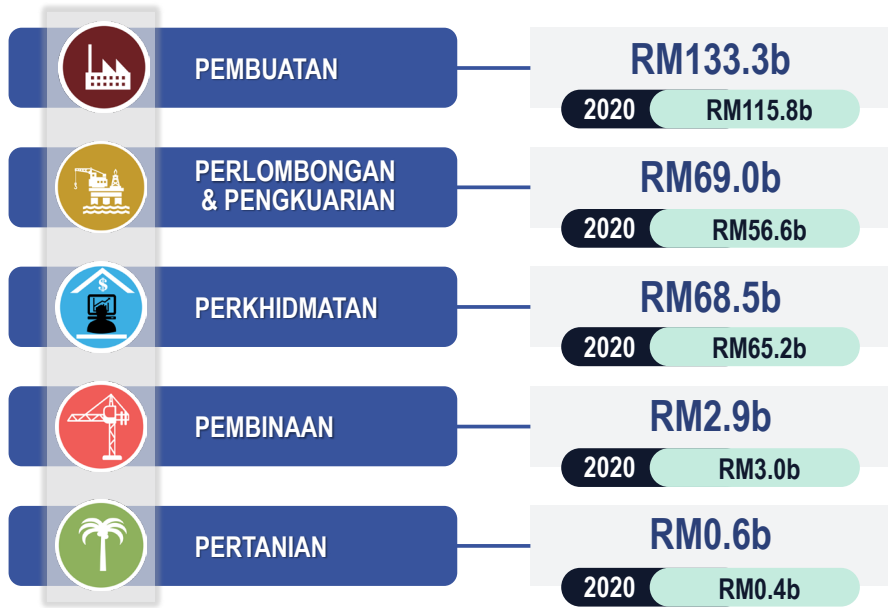 PEMBUATAN
RM133.3b
2020 RM115.8b
PERLOMBONGAN
& PENGKUARIAN
RM69.0b
2020 RM56.6b
$
PERKHIDMATAN
RM68.5b
2020 RM65.2b
PEMBINAAN
RM2.9b
2020 RM3.0b
PERTANIAN
RM0.6b
2020 RM0.4b